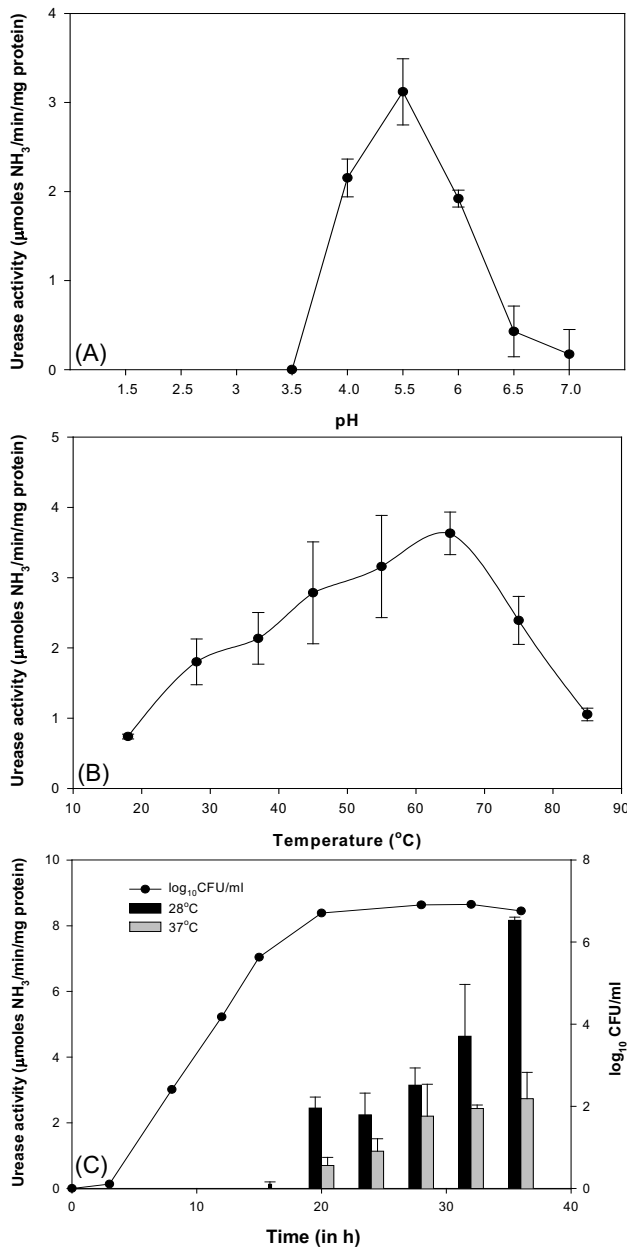 Urease activity (µmoles NH3/min/mg protein)
4
3
2
1
0
(A)
1.5 2.5 3 3.5 4.0 5.5 6 6.5 7.0
pH
Urease activity (µmoles NH3/min/mg protein)
5
4
3
2
1
0
(B)
10 20 30 40 50 60 70 80 90
Temperature (oC)
Urease activity (µmoles NH3/min/mg protein)
10
8
6
4
2
0
log10CFU/ml
28oC
37oC
8
6
4
2
0
log10 CFU/ml
(C)
0 10 20 30 40
Time (in h)